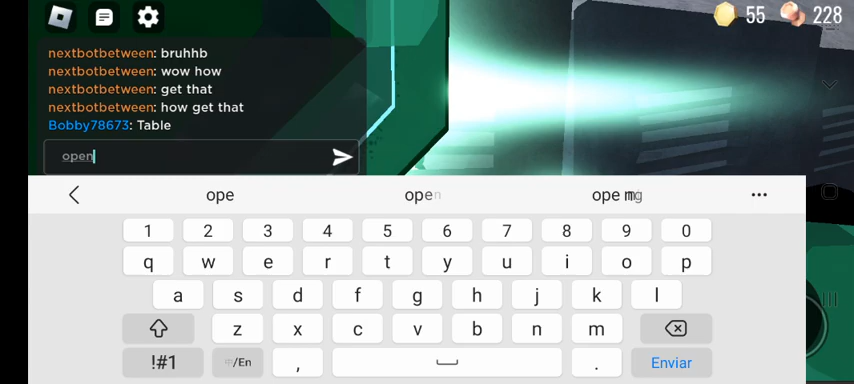 55 228
nextbotbetween: bruhhb
nextbotbetween: wow how
nextbotbetween: get that
nextbotbetween: how get that
Bobby78673: Table
open
ope open ope
1 2 3 4 5 6 7 8 9 0
q w e r t y u i o p
a s d f g h j k l
z x c v b n m
!#1 /En , . Enviar